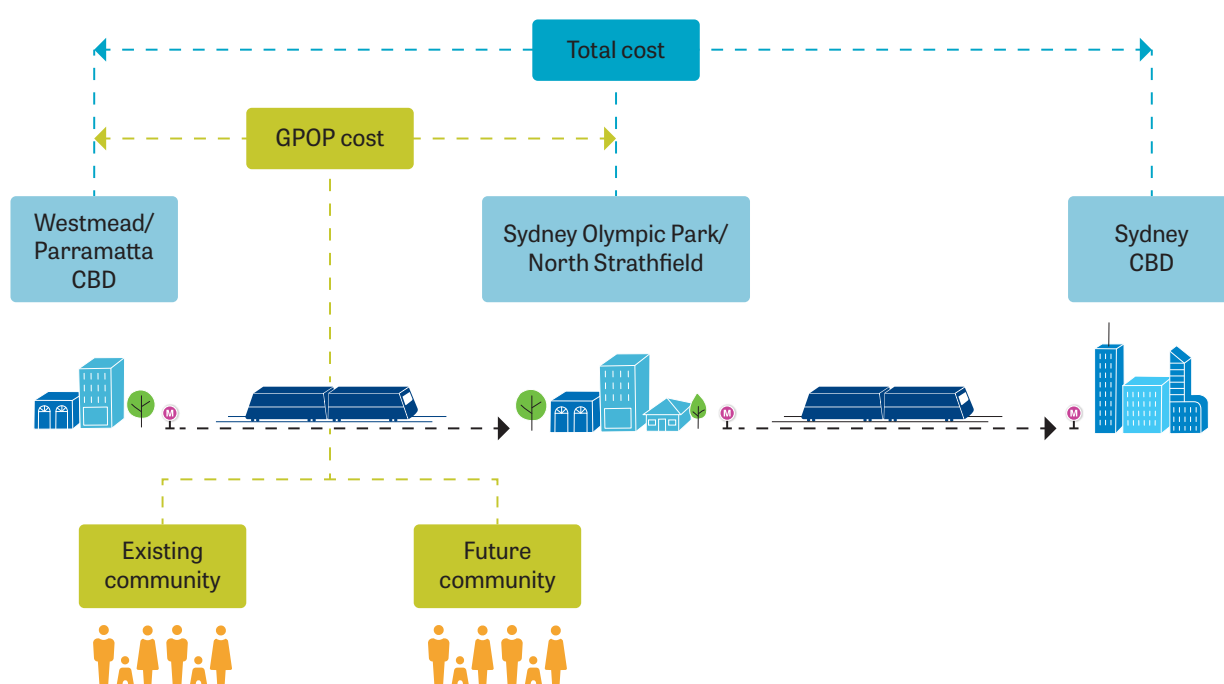 Total cost
GPOP cost
Westmead/
Parramatta
CBD
Sydney Olympic Park/
North Strathfield
Sydney
CBD
M
M
M
Existing
community
Future
community